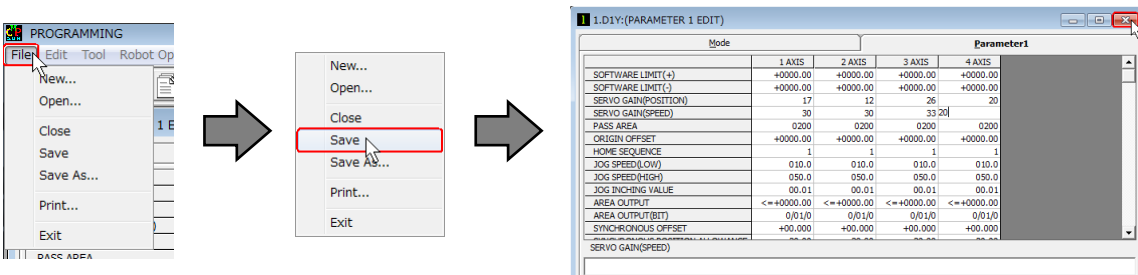 PROGRAMMING
File Edit Tool Robot Op
New...
Open...
Close
Save
Save As...
Print...
Exit
1 E
PASS AREA
New...
Open...
Close
Save
Save As...
Print...
Exit
1.D1Y:(PARAMETER 1 EDIT)
Mode Parameter1
1 AXIS 2 AXIS 3 AXIS 4 AXIS
SOFTWARE LIMIT(+) +0000.00 +0000.00 +0000.00 +0000.00
SOFTWARE LIMIT(-) +0000.00 +0000.00 +0000.00 +0000.00
SERVO GAIN(POSITION) 17 12 26 20
SERVO GAIN(SPEED) 30 30 33 20
PASS AREA 0200 0200 0200 0200
ORIGIN OFFSET +0000.00 +0000.00 +0000.00 +0000.00
HOME SEQUENCE 1 1 1 1
JOG SPEED(LOW) 010.0 010.0 010.0 010.0
JOG SPEED(HIGH) 050.0 050.0 050.0 050.0
JOG INCHING VALUE 00.01 00.01 00.01 00.01
AREA OUTPUT <=+0000.00 <=+0000.00 <=+0000.00 <=+0000.00
AREA OUTPUT(BIT) 0/01/0 0/01/0 0/01/0 0/01/0
SYNCHRONOUS OFFSET +00.000 +00.000 +00.000 +00.000
SERVO GAIN(SPEED)